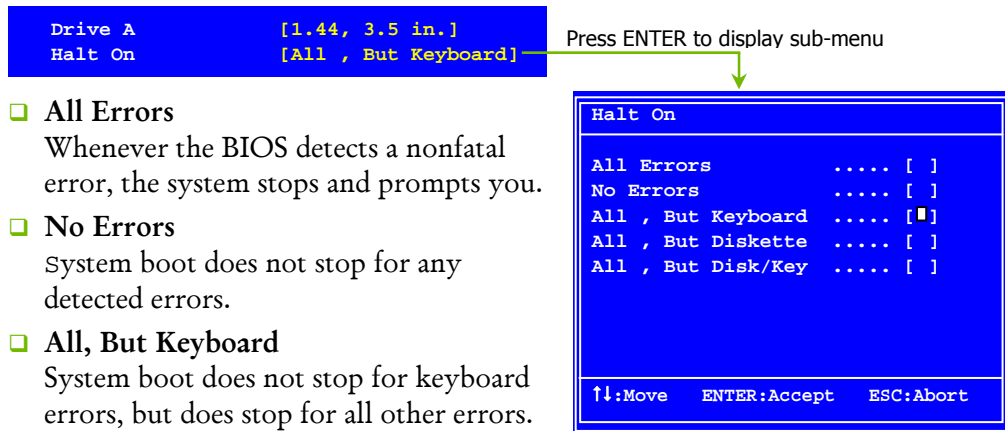 Drive A [1.44, 3.5 in.]
Halt On [All , But Keyboard]
Press ENTER to display sub-menu
❑ All Errors
Whenever the BIOS detects a nonfatal
error, the system stops and prompts you.
❑ No Errors
System boot does not stop for any
detected errors.
❑ All, But Keyboard
System boot does not stop for keyboard
errors, but does stop for all other errors.
Halt On
All Errors ..... [ ]
No Errors ..... [ ]
All , But Keyboard ..... [▯]
All , But Diskette ..... [ ]
All , But Disk/Key ..... [ ]
↑↓:Move ENTER:Accept ESC:Abort